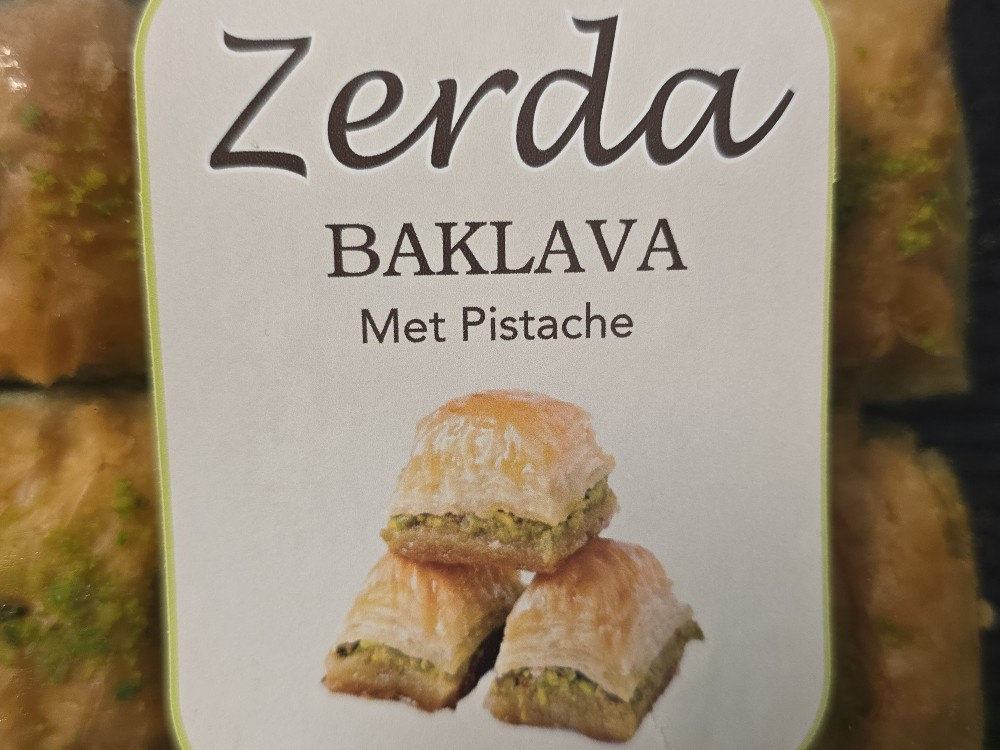 Zerda
BAKLAVA
Met Pistache